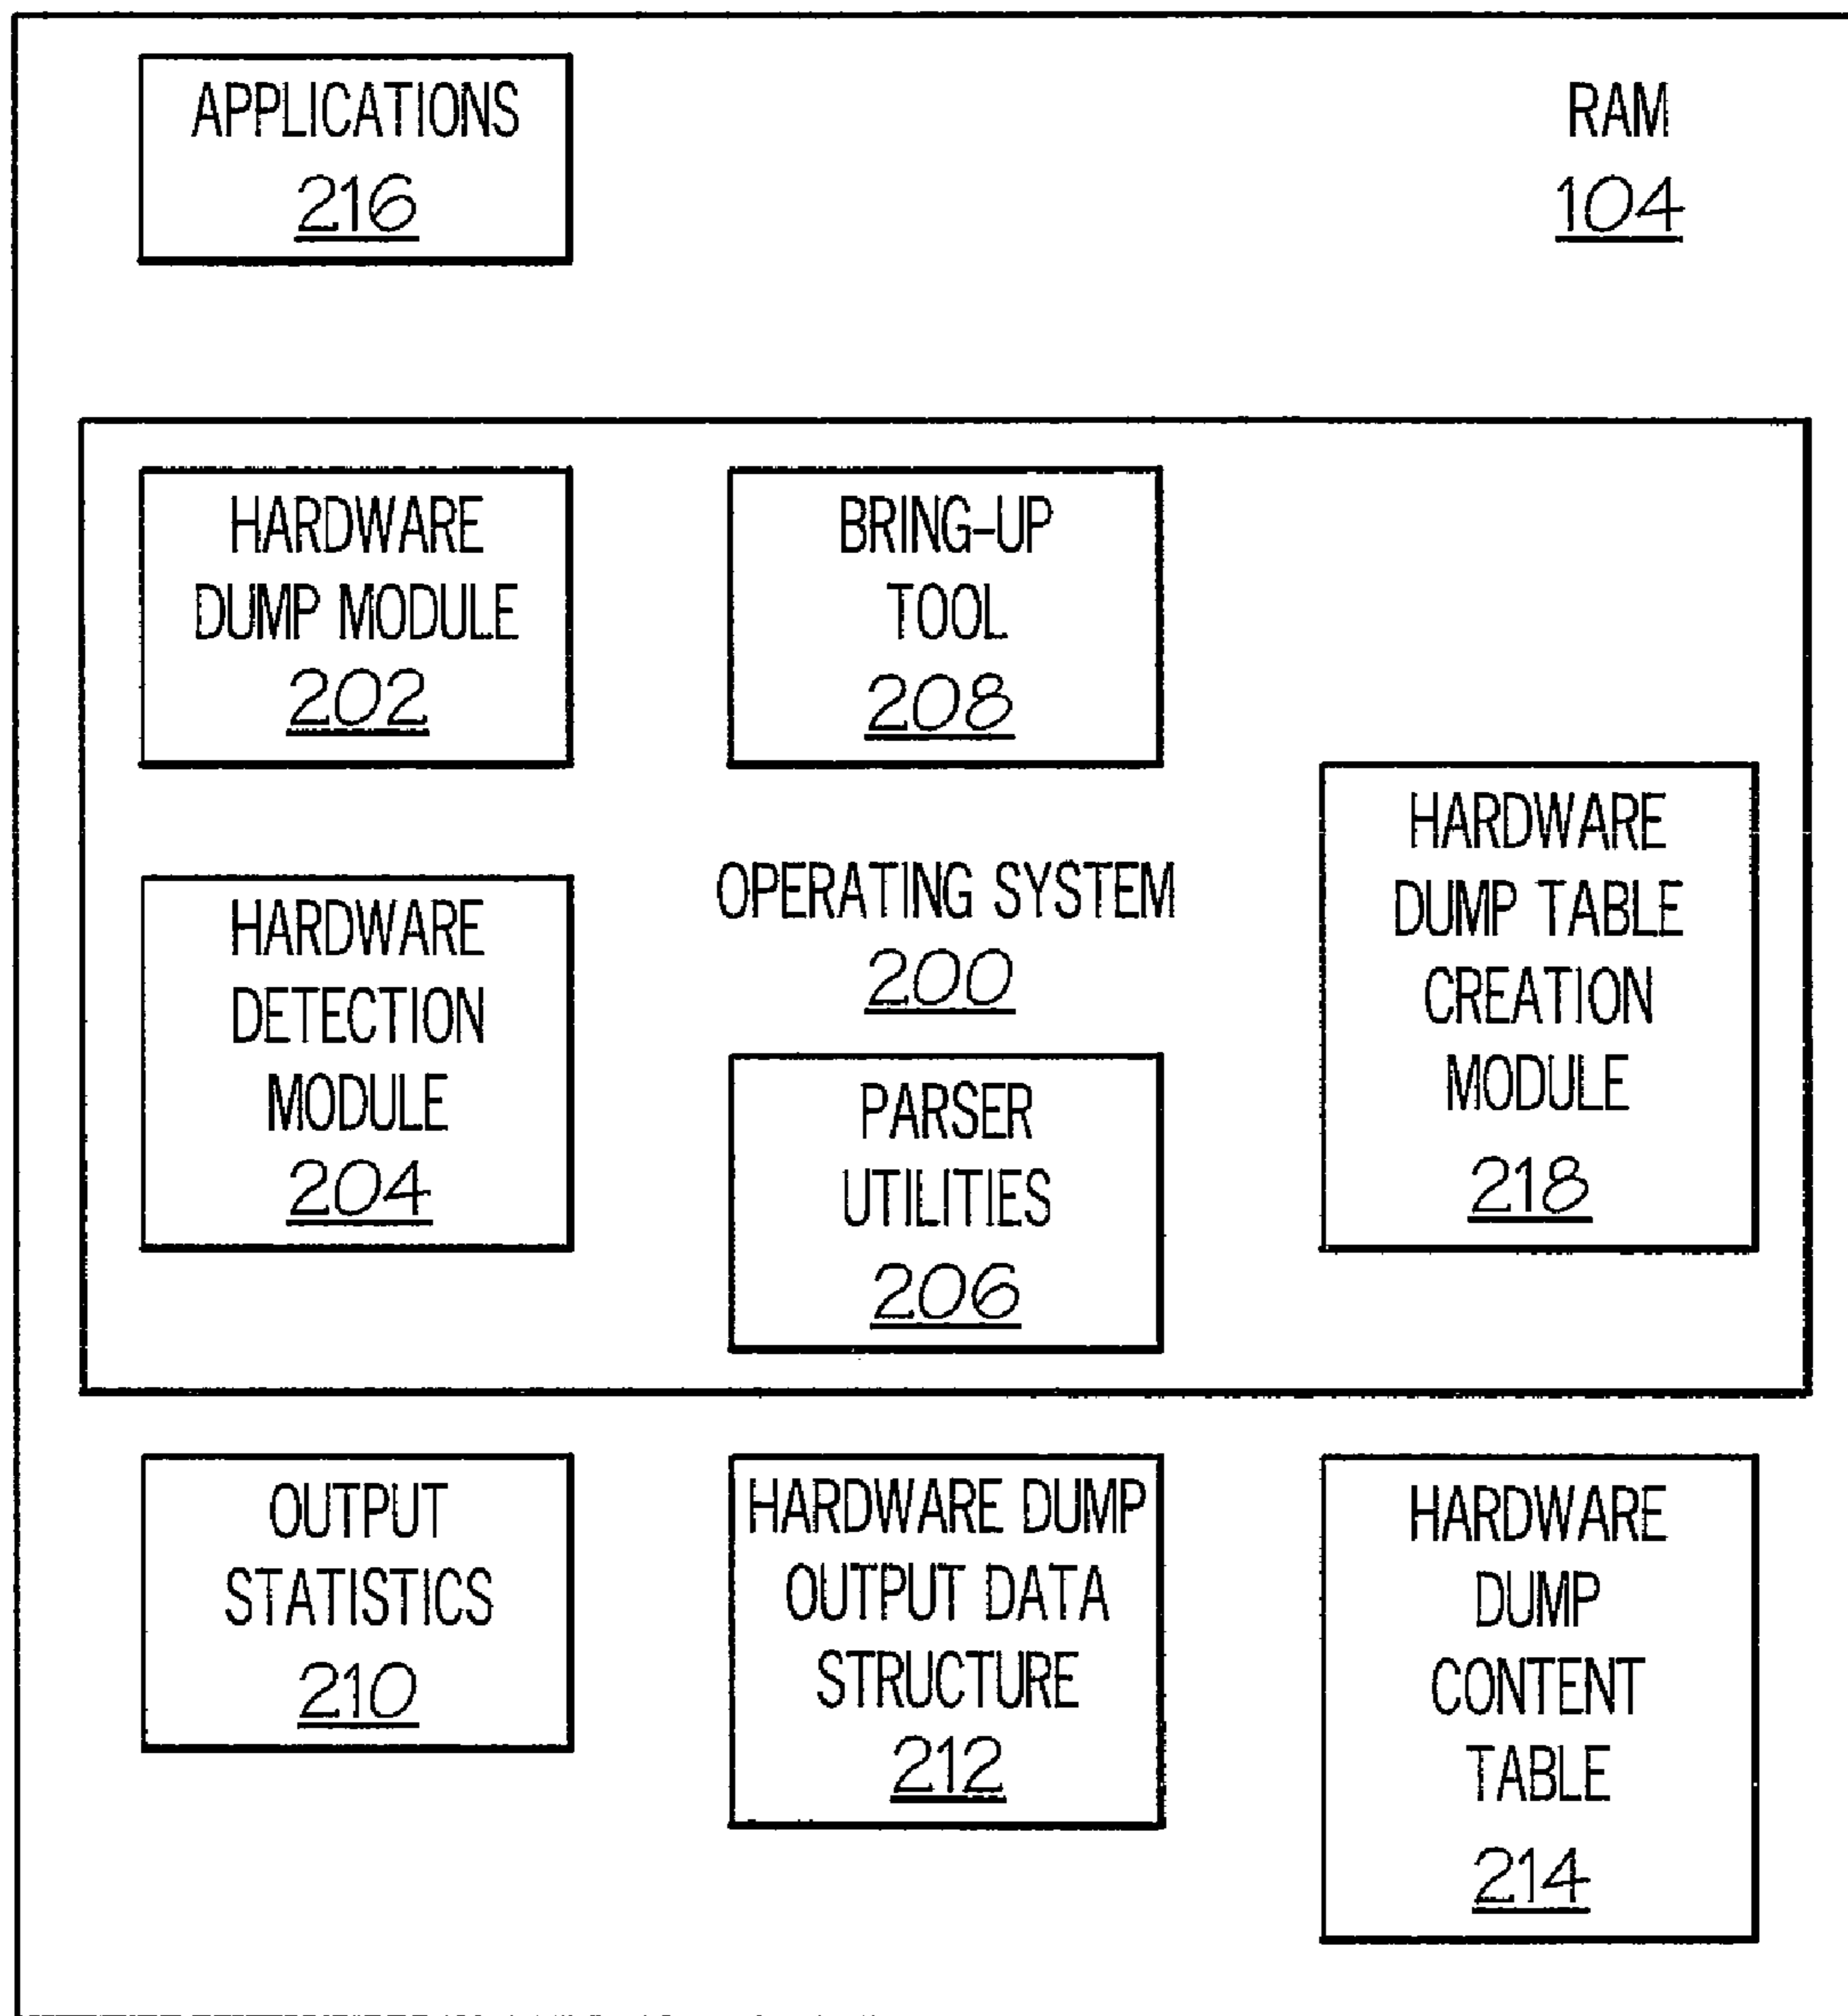 APPLICATIONS
216
RAM
104
HARDWARE
DUMP MODULE
202
BRING-UP
TOOL
208
HARDWARE
DETECTION
MODULE
204
OPERATING SYSTEM
200
PARSER
UTILITIES
206
HARDWARE
DUMP TABLE
CREATION
MODULE
218
OUTPUT
STATISTICS
210
HARDWARE DUMP
OUTPUT DATA
STRUCTURE
212
HARDWARE
DUMP
CONTENT
TABLE
214